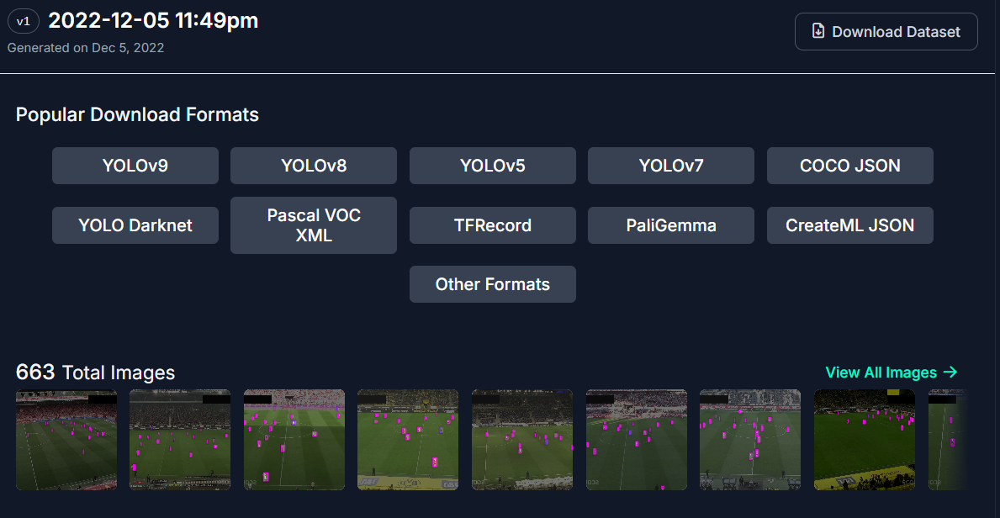 v1 2022-12-05 11:49pm
Generated on Dec 5, 2022
Download Dataset
Popular Download Formats
YOLOv9 YOLOv8 YOLOv5 YOLOv7 COCO JSON
YOLO Darknet Pascal VOC XML TFRecord PaliGemma CreateML JSON
Other Formats
663 Total Images
View All Images →